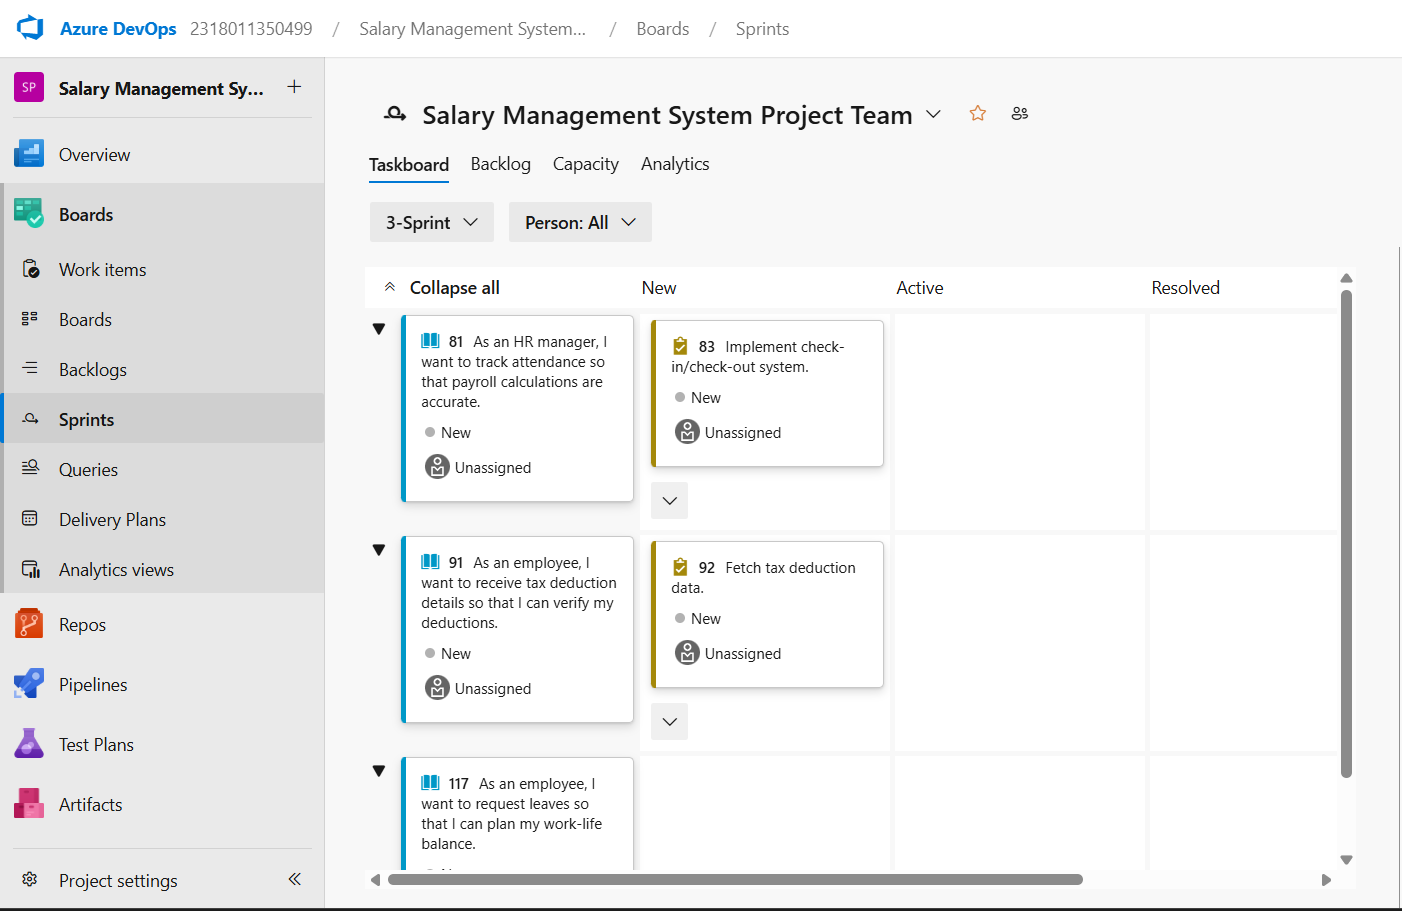 Azure DevOps 2318011350499 / Salary Management System... / Boards / Sprints
SP Salary Management Sy... +
Overview
Boards
Work items
Boards
Backlogs
Sprints
Queries
Delivery Plans
Analytics views
Repos
Pipelines
Test Plans
Artifacts
Project settings
Salary Management System Project Team
Taskboard Backlog Capacity Analytics
3-Sprint Person: All
Collapse all New Active Resolved
81 As an HR manager, I
want to track attendance so
that payroll calculations are
accurate.
New
Unassigned
83 Implement check-
in/check-out system.
New
Unassigned
91 As an employee, I
want to receive tax deduction
details so that I can verify my
deductions.
New
Unassigned
92 Fetch tax deduction
data.
New
Unassigned
117 As an employee, I
want to request leaves so
that I can plan my work-life
balance.